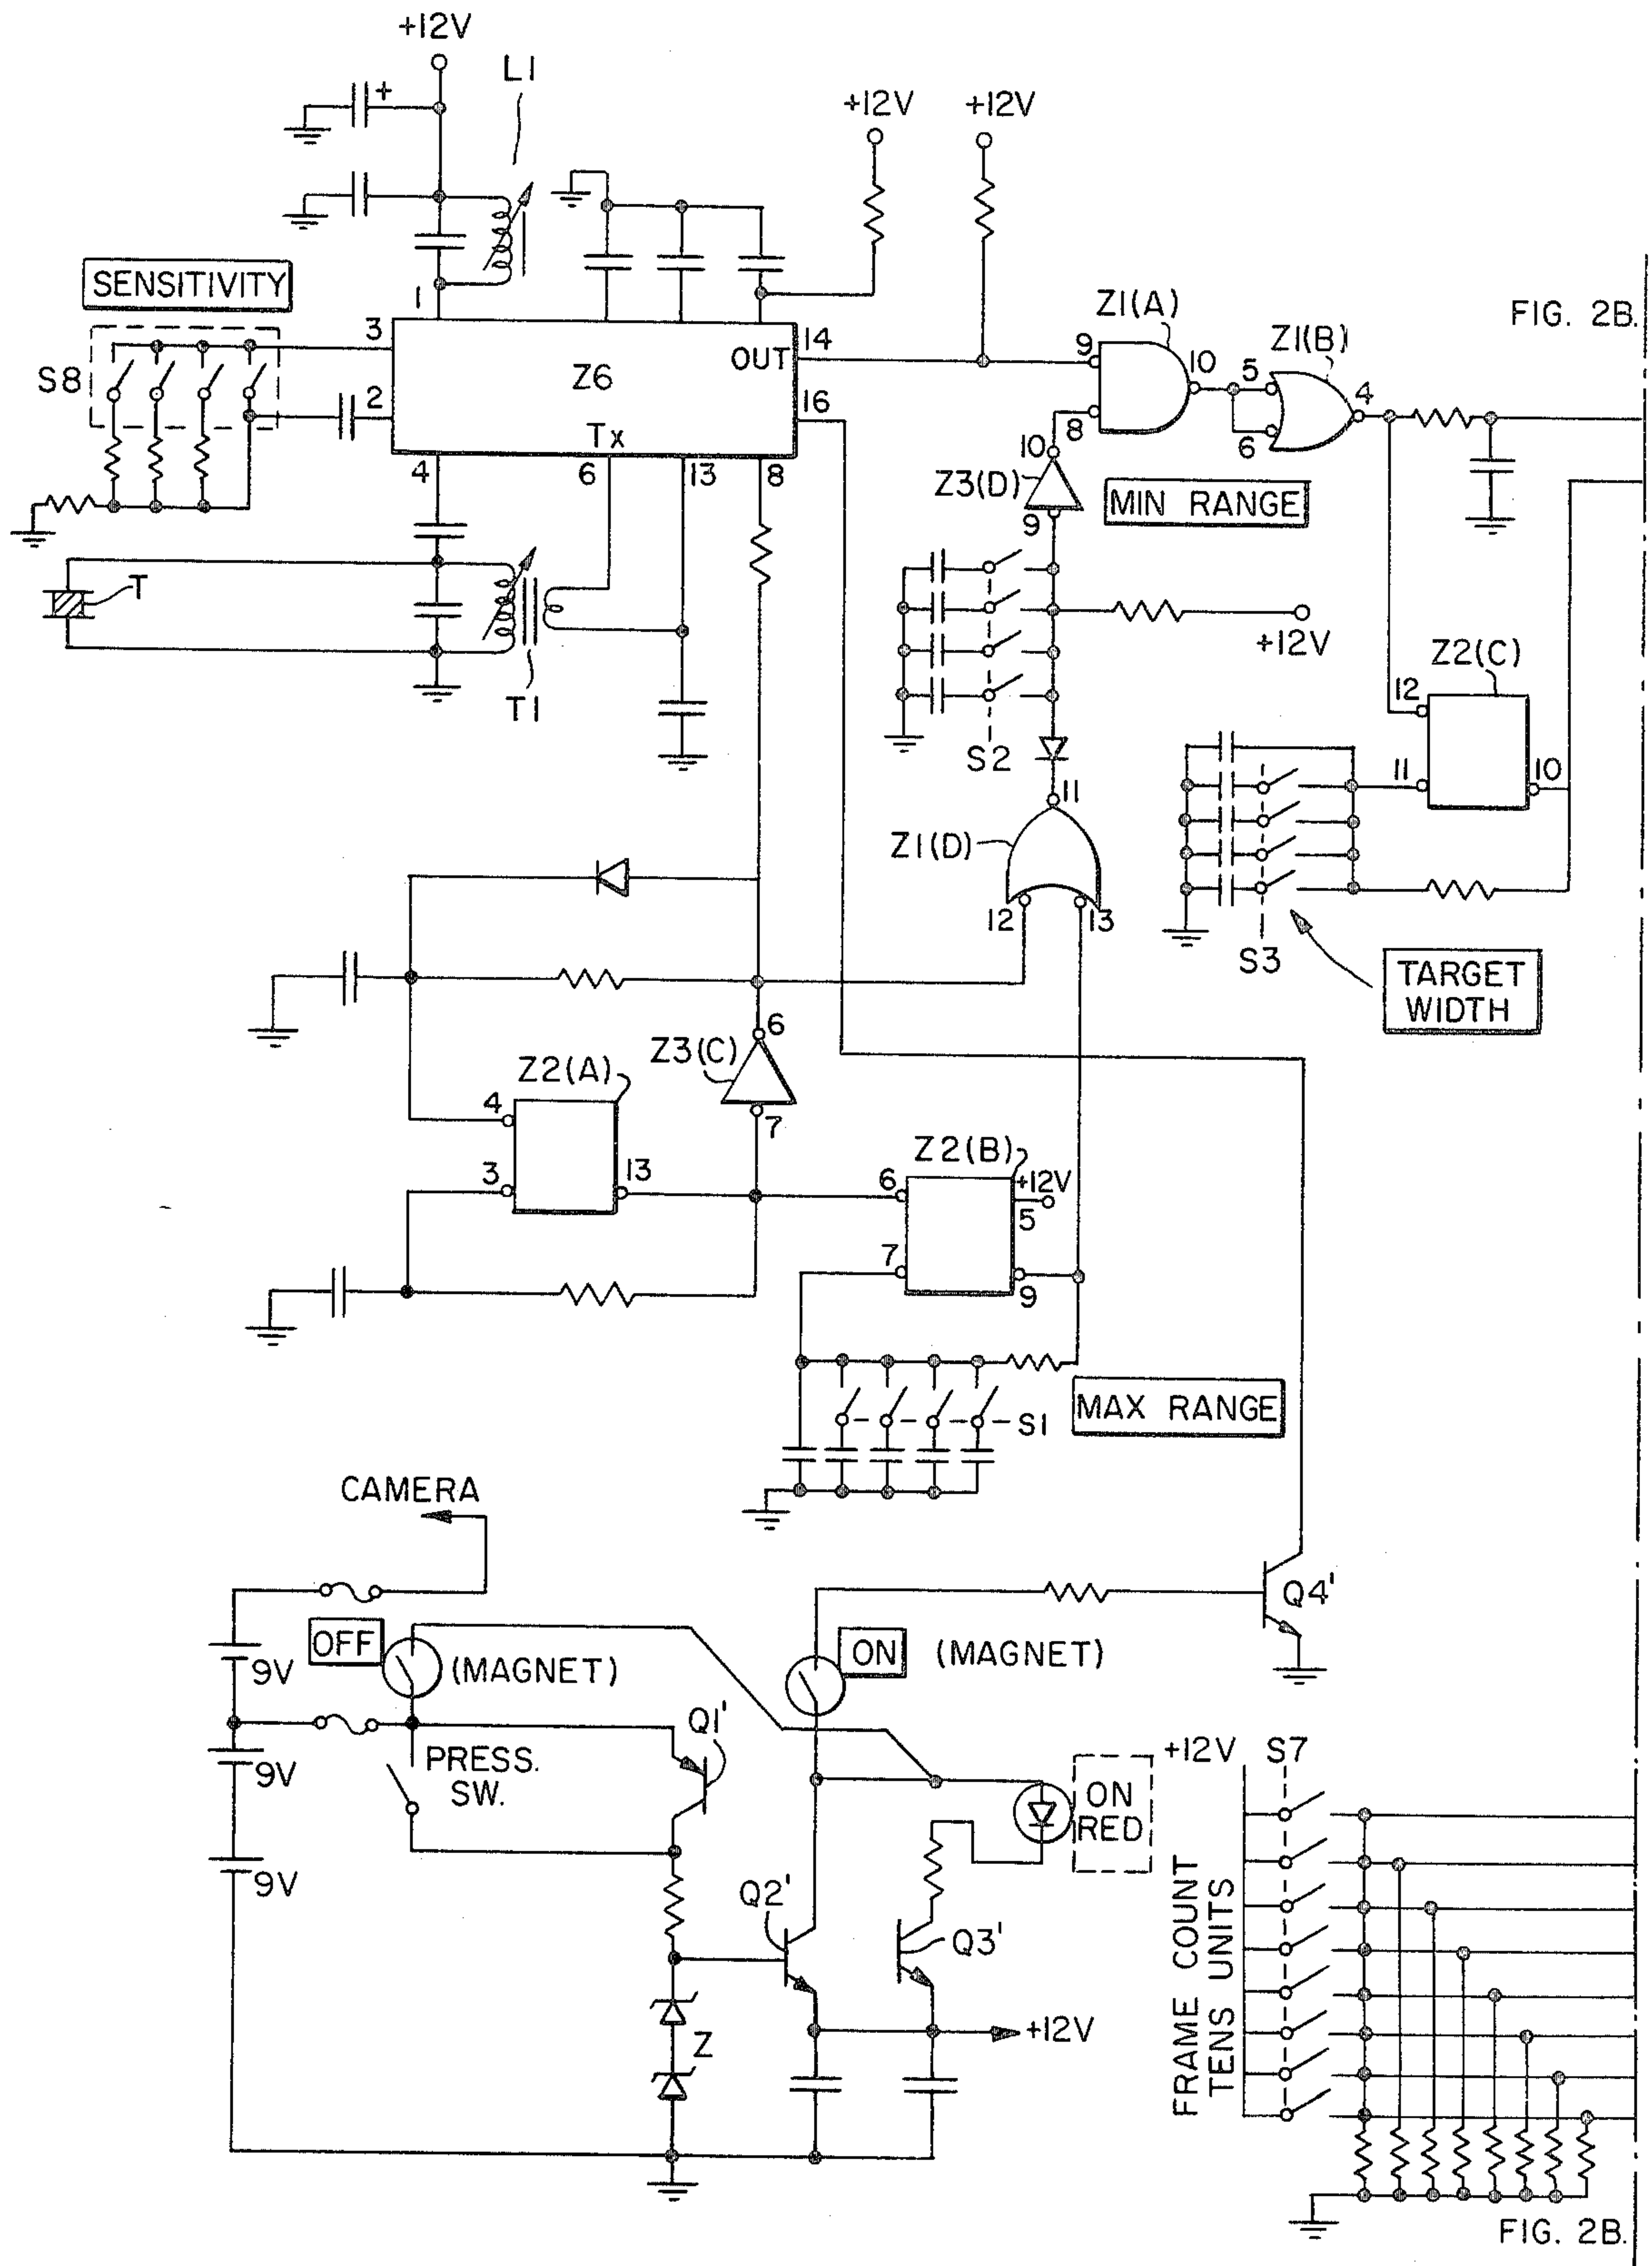 +12V
L1
+
+12V
+12V
FIG. 2B.
SENSITIVITY
1
S8
3
2
Z6
OUT
14
16
Tx
4
6
13
8
Z1(A)
9
8
10
Z1(B)
5
6
4
10
Z3(D)
9
MIN RANGE
T
T1
+12V
S2
Z2(C)
12
11
10
11
Z1(D)
12
13
S3
TARGET
WIDTH
6
Z3(C)
7
Z2(A)
4
3
13
Z2(B)
6
+12V
5
7
9
S1
MAX RANGE
CAMERA
OFF
(MAGNET)
9V
ON
(MAGNET)
Q4'
PRESS.
SW.
Q1'
9V
9V
ON
RED
Q2'
Q3'
Z
+12V
+12V
S7
FRAME COUNT
TENS UNITS
FIG. 2B.